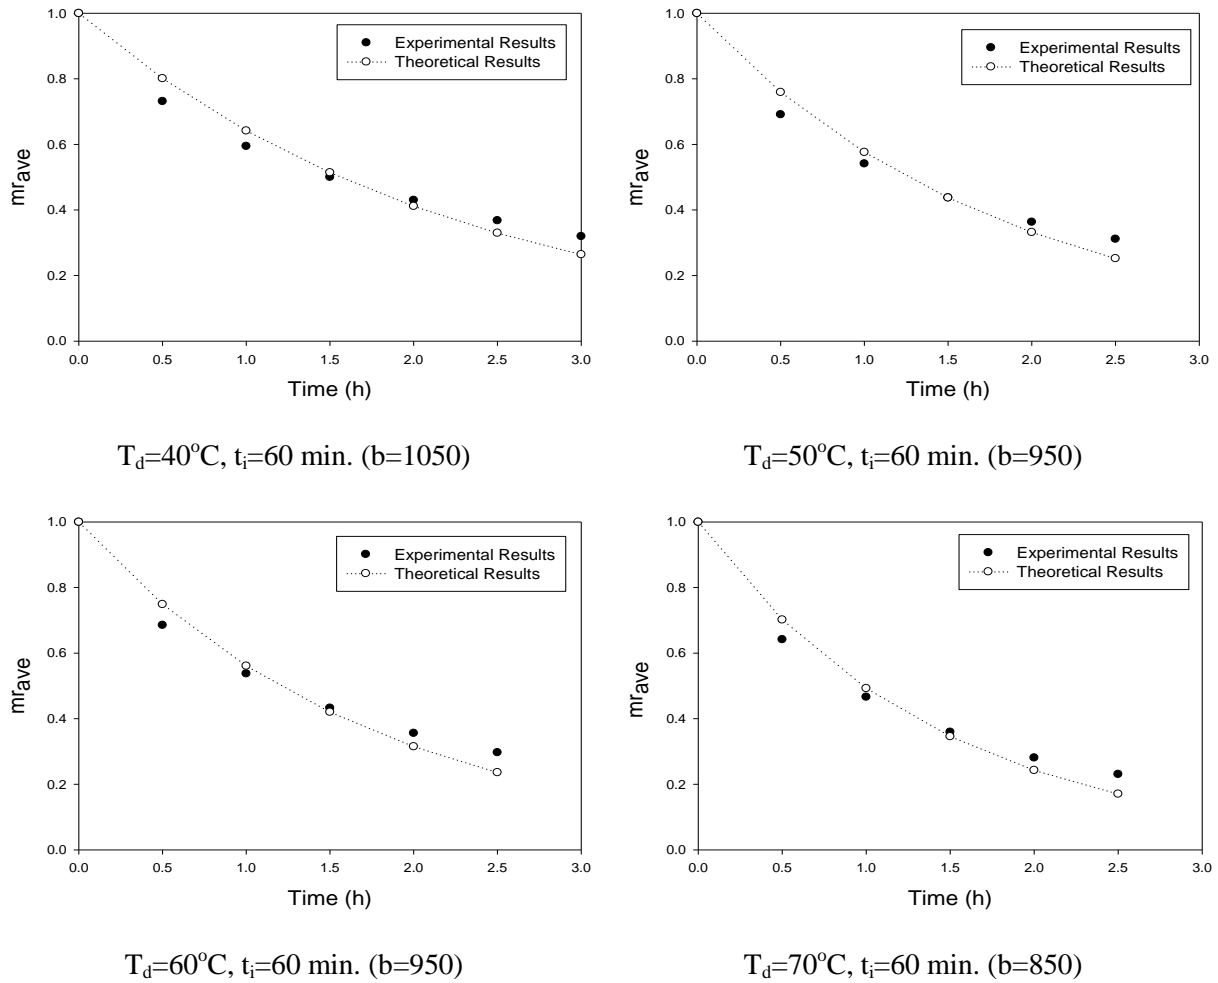 1.0
0.8
0.6
0.4
0.2
0.0
mr_ave
Experimental Results
Theoretical Results
0.0 0.5 1.0 1.5 2.0 2.5 3.0
Time (h)
T_d=40°C, t_i=60 min. (b=1050)
1.0
0.8
0.6
0.4
0.2
0.0
mr_ave
Experimental Results
Theoretical Results
0.0 0.5 1.0 1.5 2.0 2.5 3.0
Time (h)
T_d=50°C, t_i=60 min. (b=950)
1.0
0.8
0.6
0.4
0.2
0.0
mr_ave
Experimental Results
Theoretical Results
0.0 0.5 1.0 1.5 2.0 2.5 3.0
Time (h)
T_d=60°C, t_i=60 min. (b=950)
1.0
0.8
0.6
0.4
0.2
0.0
mr_ave
Experimental Results
Theoretical Results
0.0 0.5 1.0 1.5 2.0 2.5 3.0
Time (h)
T_d=70°C, t_i=60 min. (b=850)